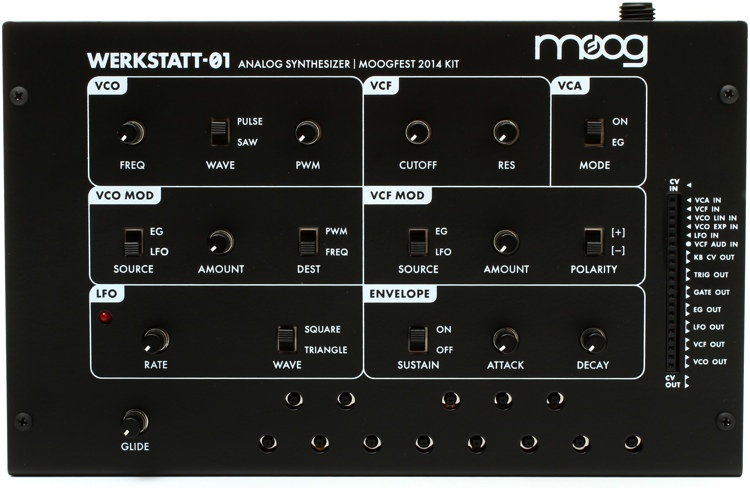 moog
WERKSTATT-01 ANALOG SYNTHESIZER | MOOGFEST 2014 KIT
VCO
FREQ
PULSE
SAW
WAVE
PWM
VCF
CUTOFF
RES
VCA
ON
EG
MODE
VCO MOD
EG
LFO
SOURCE
AMOUNT
PWM
FREQ
DEST
VCF MOD
EG
LFO
SOURCE
AMOUNT
[+]
[−]
POLARITY
LFO
RATE
SQUARE
TRIANGLE
WAVE
ENVELOPE
ON
OFF
SUSTAIN
ATTACK
DECAY
GLIDE
CV
IN
VCA IN
VCF IN
VCO LIN IN
VCO EXP IN
LFO IN
VCF AUD IN
KB CV OUT
TRIG OUT
GATE OUT
EG OUT
LFO OUT
VCF OUT
VCO OUT
CV
OUT